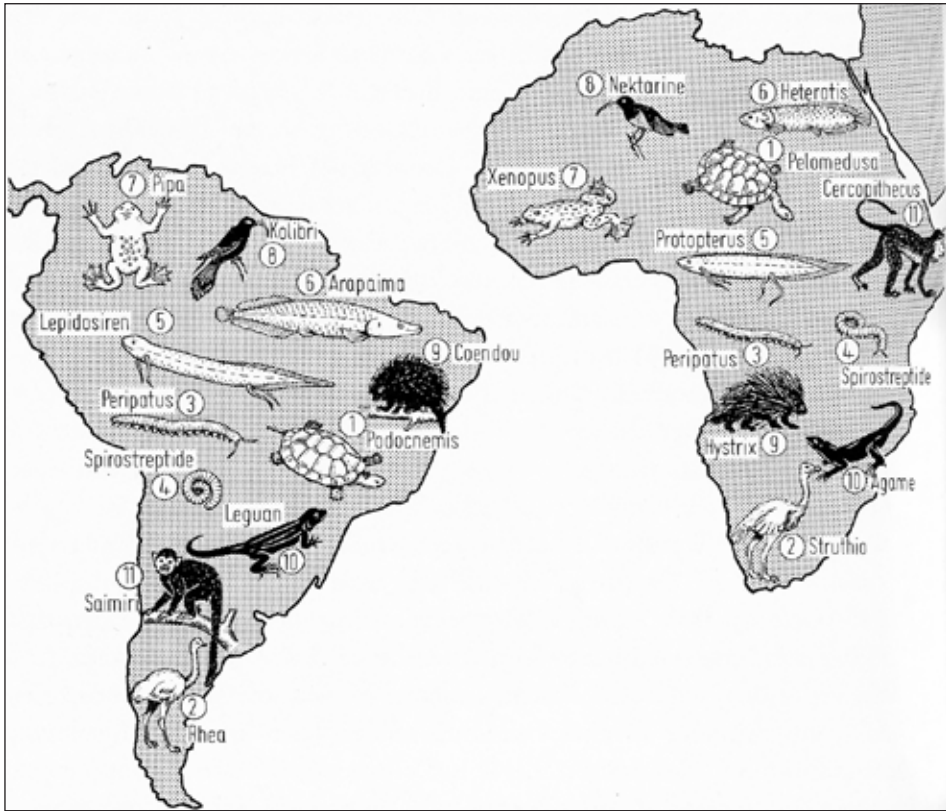 ⑦ Pipa
Kolibri
⑧
⑥ Arapaima
Lepidosiren ⑤
⑨ Coendou
Peripatus ③
① Podocnemis
Spirostreptide
④
Leguan
⑩
⑪
Saimiri
②
Rhea
⑧ Nektarine
⑥ Heterotis
①
Pelomedusa
Xenopus ⑦
Cercopithecus
⑪
Protopterus ⑤
Peripatus ③
④
Spirostreptide
Hystrix ⑨
⑩ Agame
② Struthio